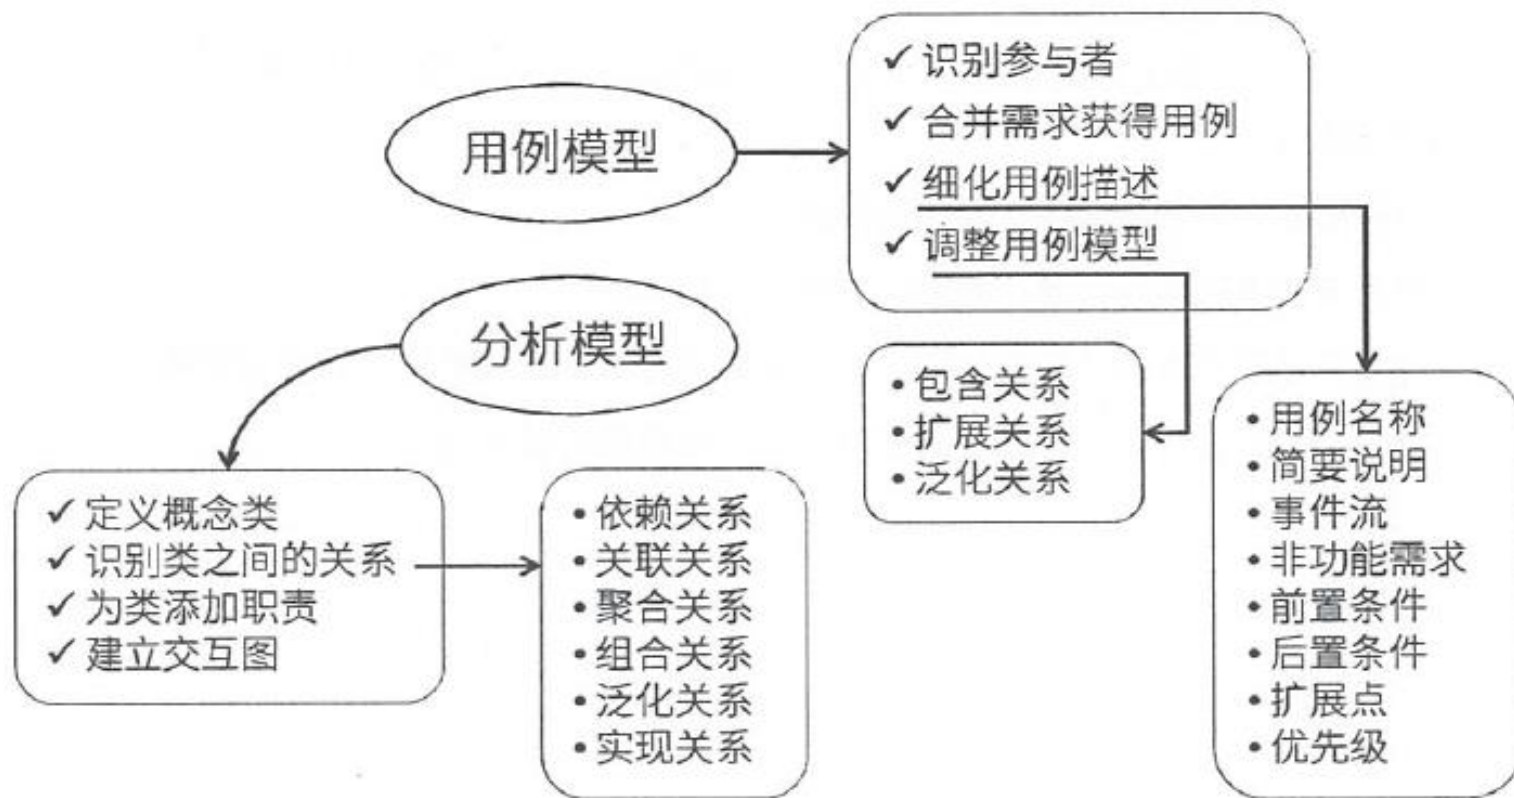 用例模型
✓ 识别参与者
✓ 合并需求获得用例
✓ 细化用例描述
✓ 调整用例模型
分析模型
• 包含关系
• 扩展关系
• 泛化关系
• 用例名称
• 简要说明
• 事件流
• 非功能需求
• 前置条件
• 后置条件
• 扩展点
• 优先级
✓ 定义概念类
✓ 识别类之间的关系
✓ 为类添加职责
✓ 建立交互图
• 依赖关系
• 关联关系
• 聚合关系
• 组合关系
• 泛化关系
• 实现关系